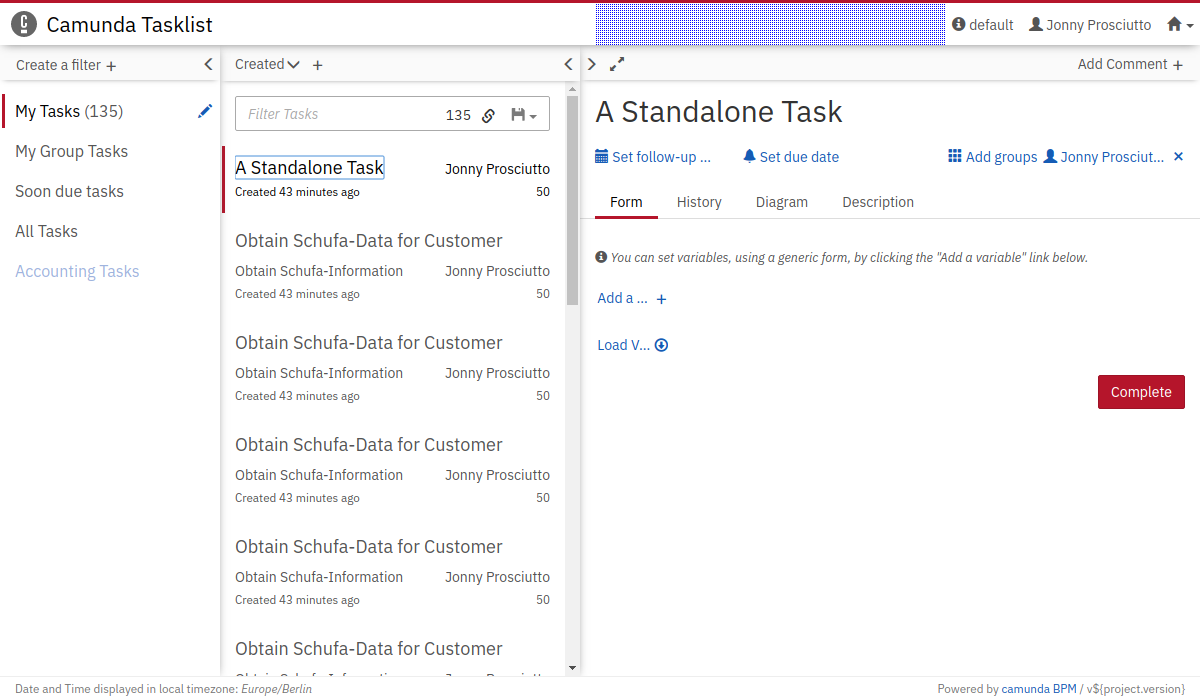 Camunda Tasklist
default
Jonny Prosciutto
Create a filter +
My Tasks (135)
My Group Tasks
Soon due tasks
All Tasks
Accounting Tasks
Created +
Filter Tasks 135
A Standalone Task Jonny Prosciutto
Created 43 minutes ago 50
Obtain Schufa-Data for Customer
Obtain Schufa-Information Jonny Prosciutto
Created 43 minutes ago 50
Obtain Schufa-Data for Customer
Obtain Schufa-Information Jonny Prosciutto
Created 43 minutes ago 50
Obtain Schufa-Data for Customer
Obtain Schufa-Information Jonny Prosciutto
Created 43 minutes ago 50
Obtain Schufa-Data for Customer
Obtain Schufa-Information Jonny Prosciutto
Created 43 minutes ago 50
Obtain Schufa-Data for Customer
Add Comment +
A Standalone Task
Set follow-up ... Set due date Add groups Jonny Prosciut... ×
Form History Diagram Description
You can set variables, using a generic form, by clicking the "Add a variable" link below.
Add a ... +
Load V...
Complete
Date and Time displayed in local timezone: Europe/Berlin
Powered by camunda BPM / v${project.version}